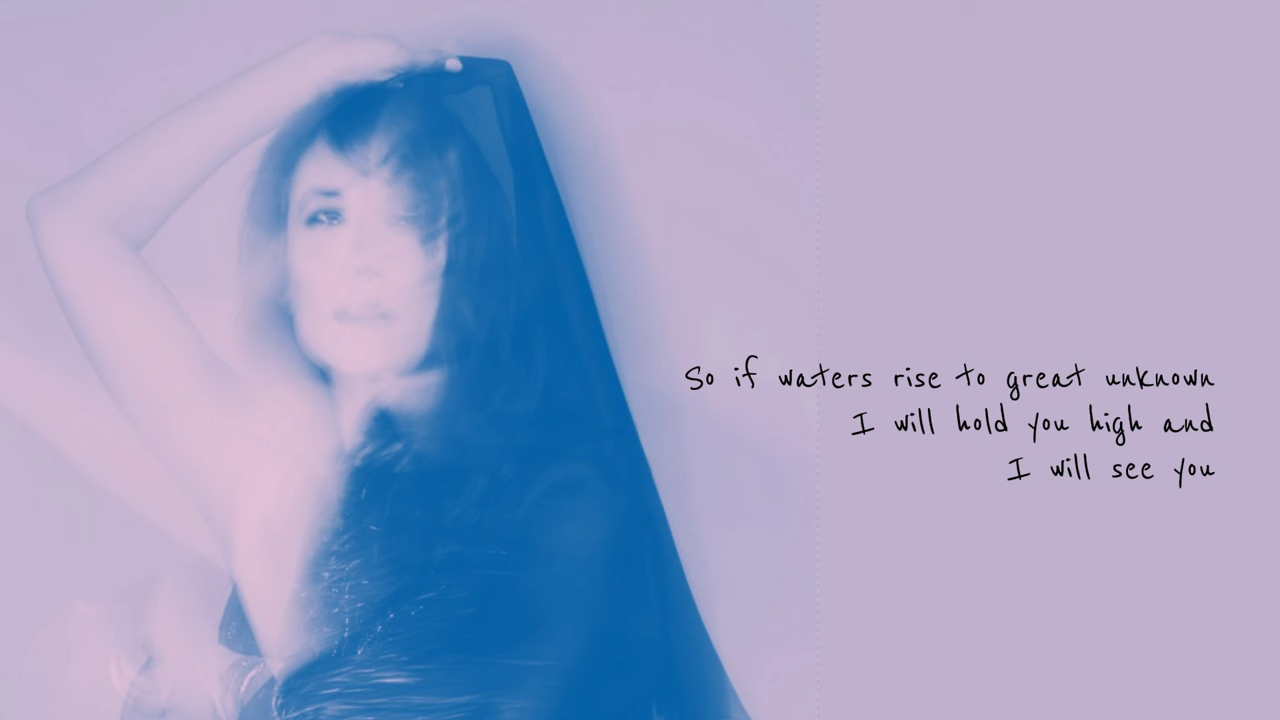 So if waters rise to great unknown
I will hold you high and
I will see you